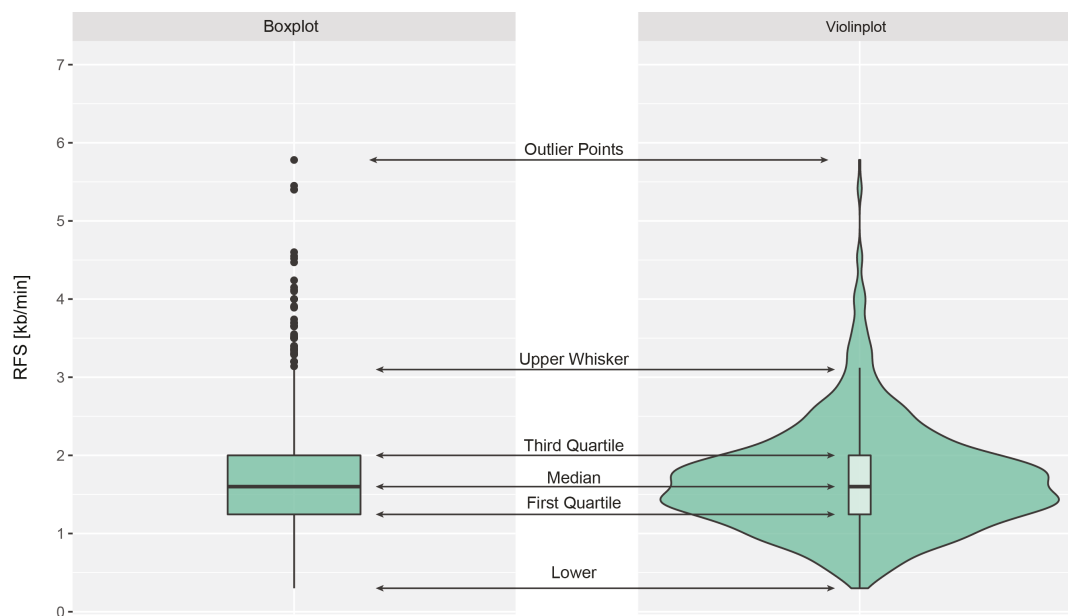 Boxplot
Violinplot
RFS [kb/min]
7
6
5
4
3
2
1
0
Outlier Points
Upper Whisker
Third Quartile
Median
First Quartile
Lower